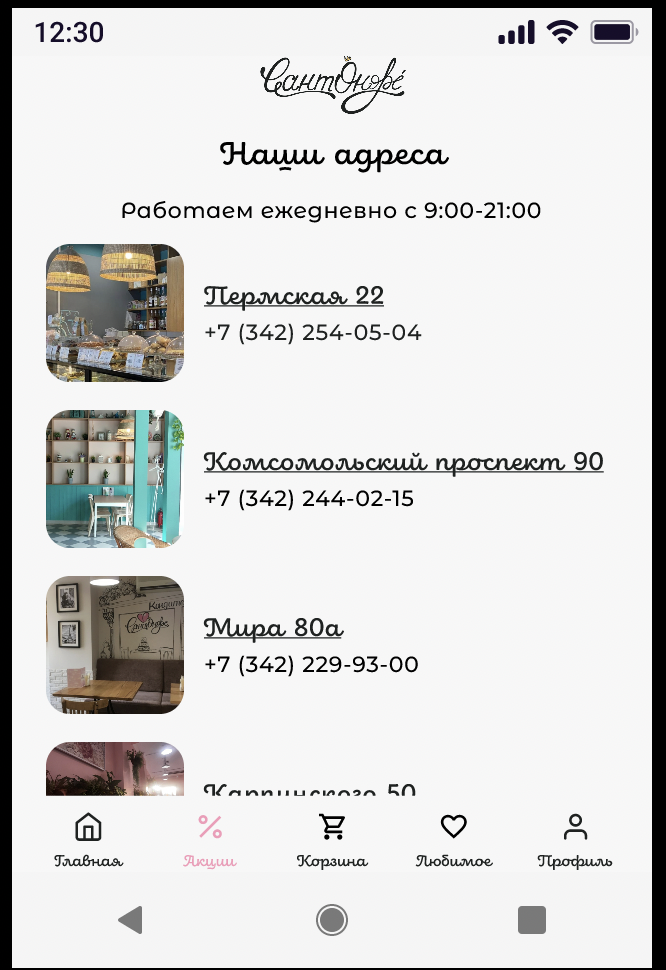 12:30
СантОноре́
Наши адреса
Работаем ежедневно с 9:00-21:00
Пермская 22
+7 (342) 254-05-04
Комсомольский проспект 90
+7 (342) 244-02-15
Мира 80а
+7 (342) 229-93-00
Карпинского 50
Главная
Акции
Корзина
Любимое
Профиль